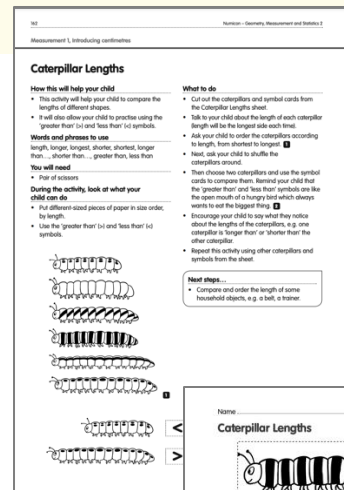 162
Numicon – Geometry, Measurement and Statistics 2
Measurement 1, Introducing centimetres
Caterpillar Lengths
How this will help your child
• This activity will help your child to compare the
lengths of different shapes.
• It will also allow your child to practise using the
'greater than' (>) and 'less than' (<) symbols.
Words and phrases to use
length, longer, longest, shorter, shortest, longer
than…, shorter than…, greater than, less than
You will need
• Pair of scissors
During the activity, look at what your
child can do
• Put different-sized pieces of paper in size order,
by length.
• Use the 'greater than' (>) and 'less than' (<)
symbols.
What to do
• Cut out the caterpillars and symbol cards from
the Caterpillar Lengths sheet.
• Talk to your child about the length of each caterpillar
(length will be the longest side each time).
• Ask your child to order the caterpillars according
to length, from shortest to longest. 1
• Next, ask your child to shuffle the
caterpillars around.
• Then choose two caterpillars and use the symbol
cards to compare them. Remind your child that
the 'greater than' and 'less than' symbols are like
the open mouth of a hungry bird which always
wants to eat the biggest thing. 2
• Encourage your child to say what they notice
about the lengths of the caterpillars, e.g. one
caterpillar is 'longer than' or 'shorter than' the
other caterpillar.
• Repeat this activity using other caterpillars and
symbols from the sheet.
Next steps…
• Compare and order the length of some
household objects, e.g. a belt, a trainer.
1
<
>
Name
Caterpillar Lengths